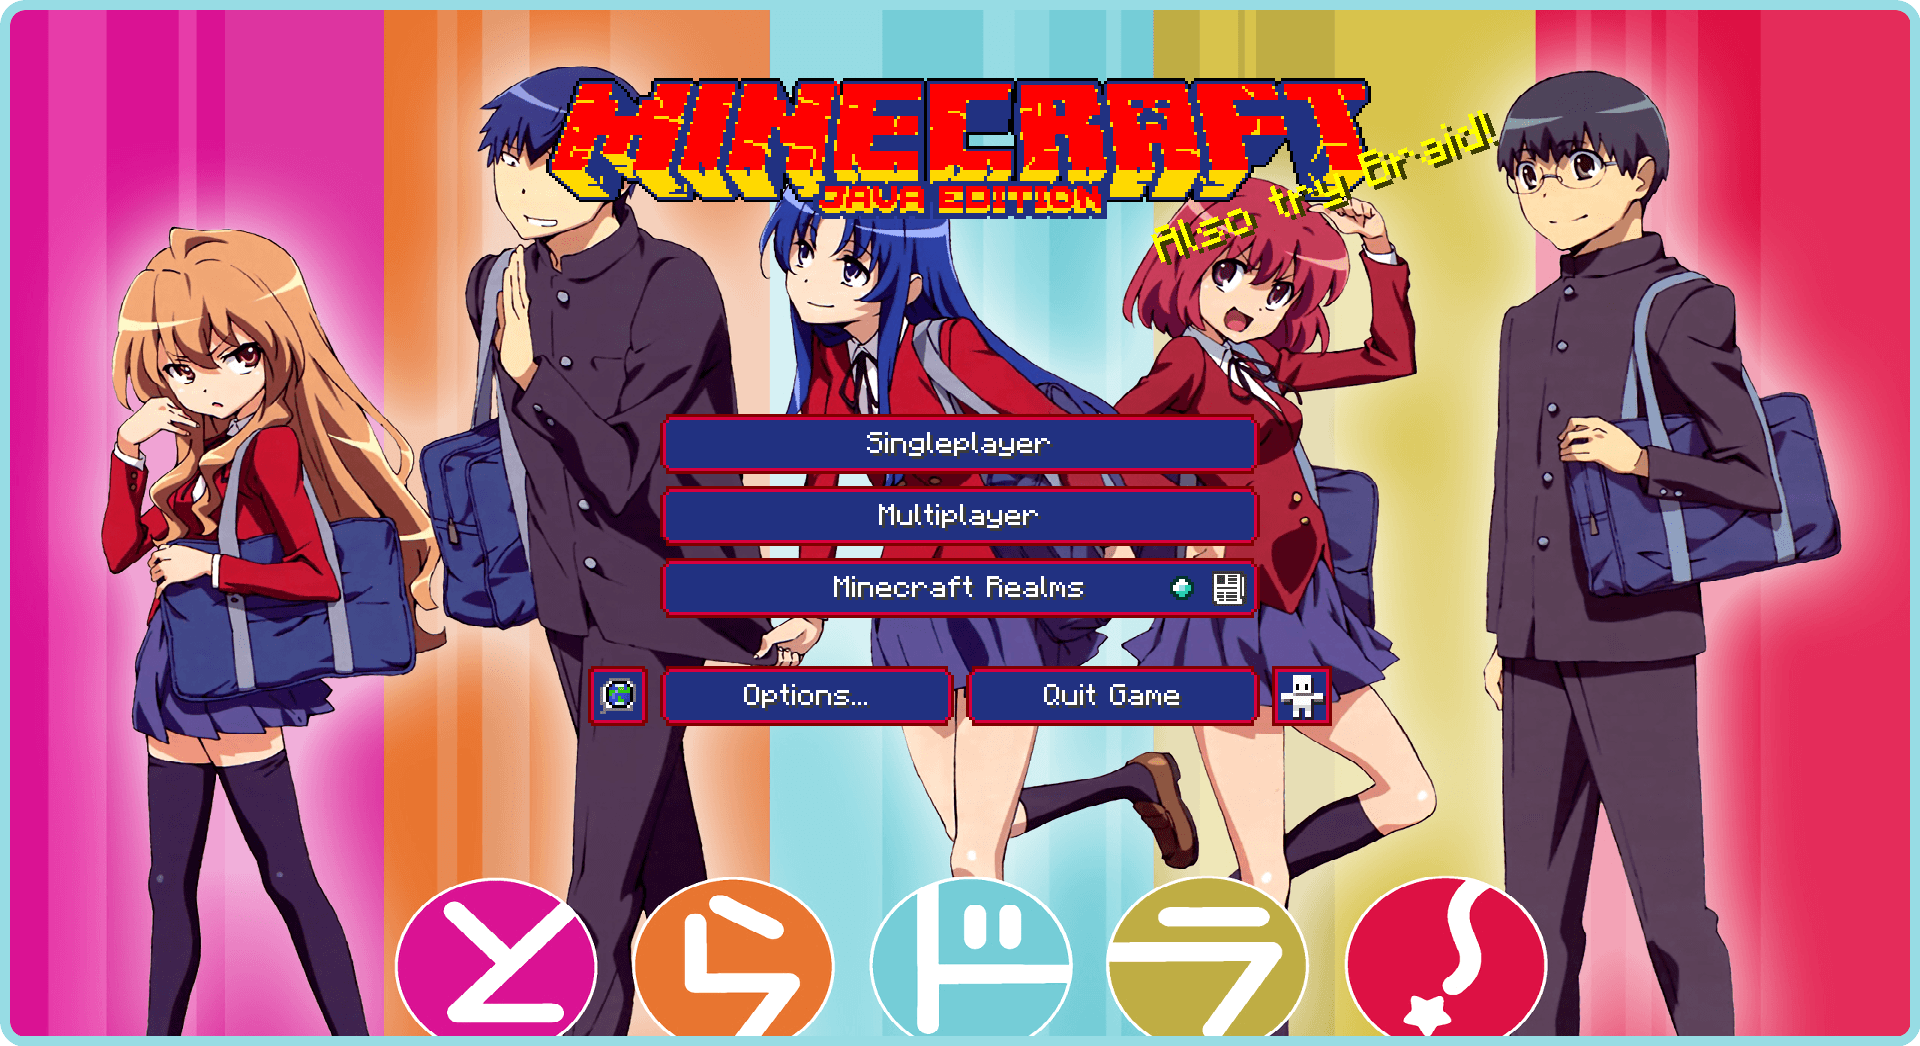 MINECRAFT
JAVA EDITION
Also try Braid!
Singleplayer
Multiplayer
Minecraft Realms
Options...
Quit Game
とらドラ!